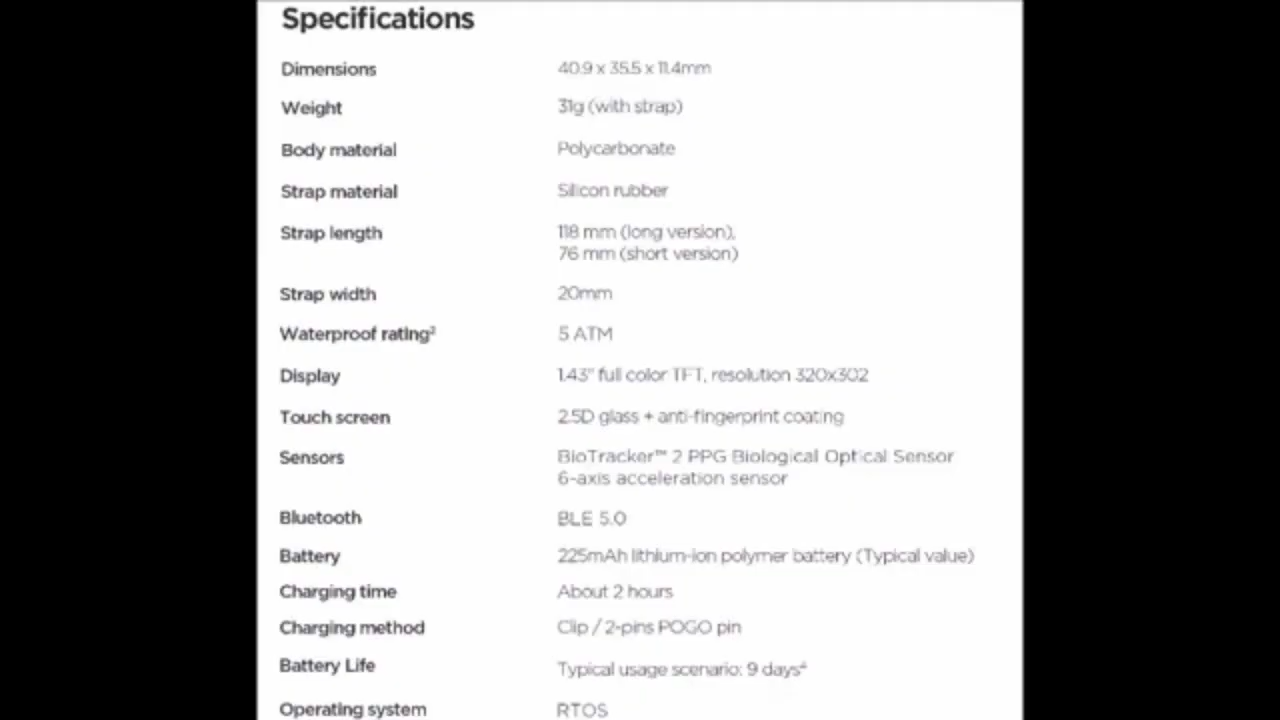 Specifications
Dimensions 40.9 x 35.5 x 11.4mm
Weight 31g (with strap)
Body material Polycarbonate
Strap material Silicon rubber
Strap length 118 mm (long version),
76 mm (short version)
Strap width 20mm
Waterproof rating² 5 ATM
Display 1.43" full color TFT, resolution 320x302
Touch screen 2.5D glass + anti-fingerprint coating
Sensors BioTracker™ 2 PPG Biological Optical Sensor
6-axis acceleration sensor
Bluetooth BLE 5.0
Battery 225mAh lithium-ion polymer battery (Typical value)
Charging time About 2 hours
Charging method Clip / 2-pins POGO pin
Battery Life Typical usage scenario: 9 days⁴
Operating system RTOS